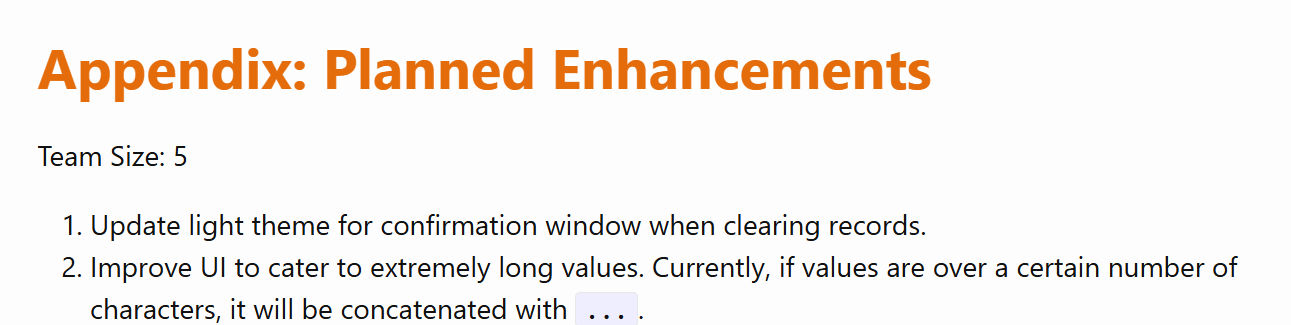 Appendix: Planned Enhancements
Team Size: 5
1. Update light theme for confirmation window when clearing records.
2. Improve UI to cater to extremely long values. Currently, if values are over a certain number of
characters, it will be concatenated with ... .